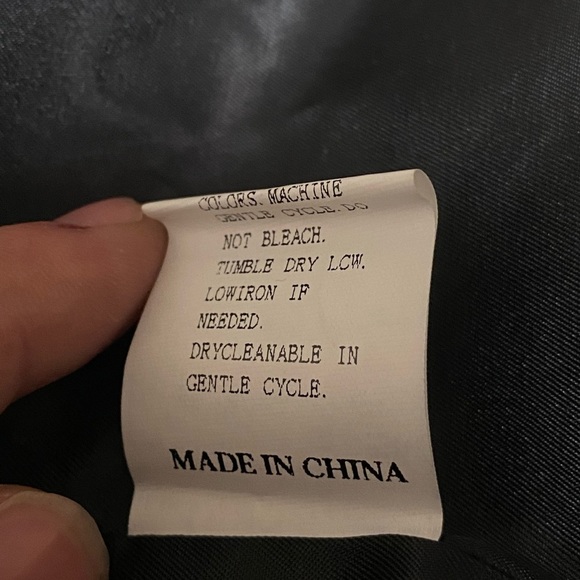 COLORS. MACHINE
GENTLE CYCLE. DO
NOT BLEACH.
TUMBLE DRY LCW.
LOWIRON IF
NEEDED.
DRYCLEANABLE IN
GENTLE CYCLE.
MADE IN CHINA